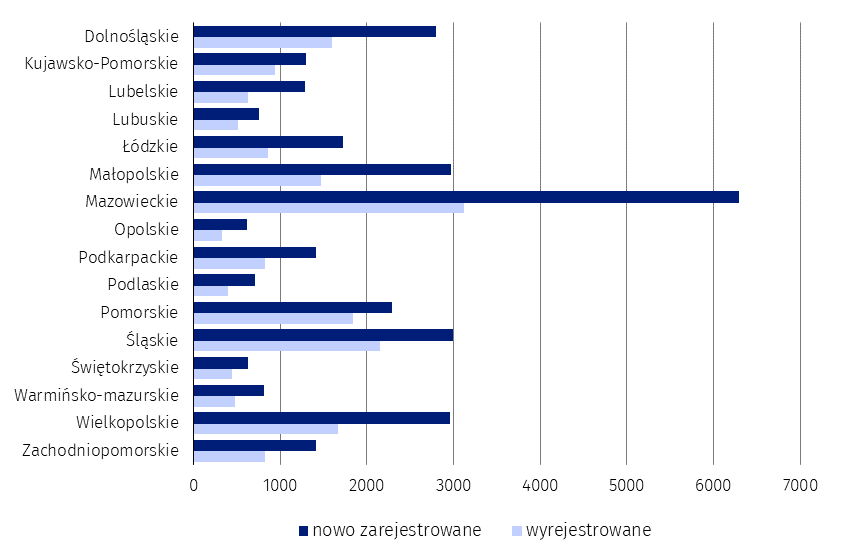 Dolnośląskie
Kujawsko-Pomorskie
Lubelskie
Lubuskie
Łódzkie
Małopolskie
Mazowieckie
Opolskie
Podkarpackie
Podlaskie
Pomorskie
Śląskie
Świętokrzyskie
Warmińsko-mazurskie
Wielkopolskie
Zachodniopomorskie
0 1000 2000 3000 4000 5000 6000 7000
nowo zarejestrowane wyrejestrowane